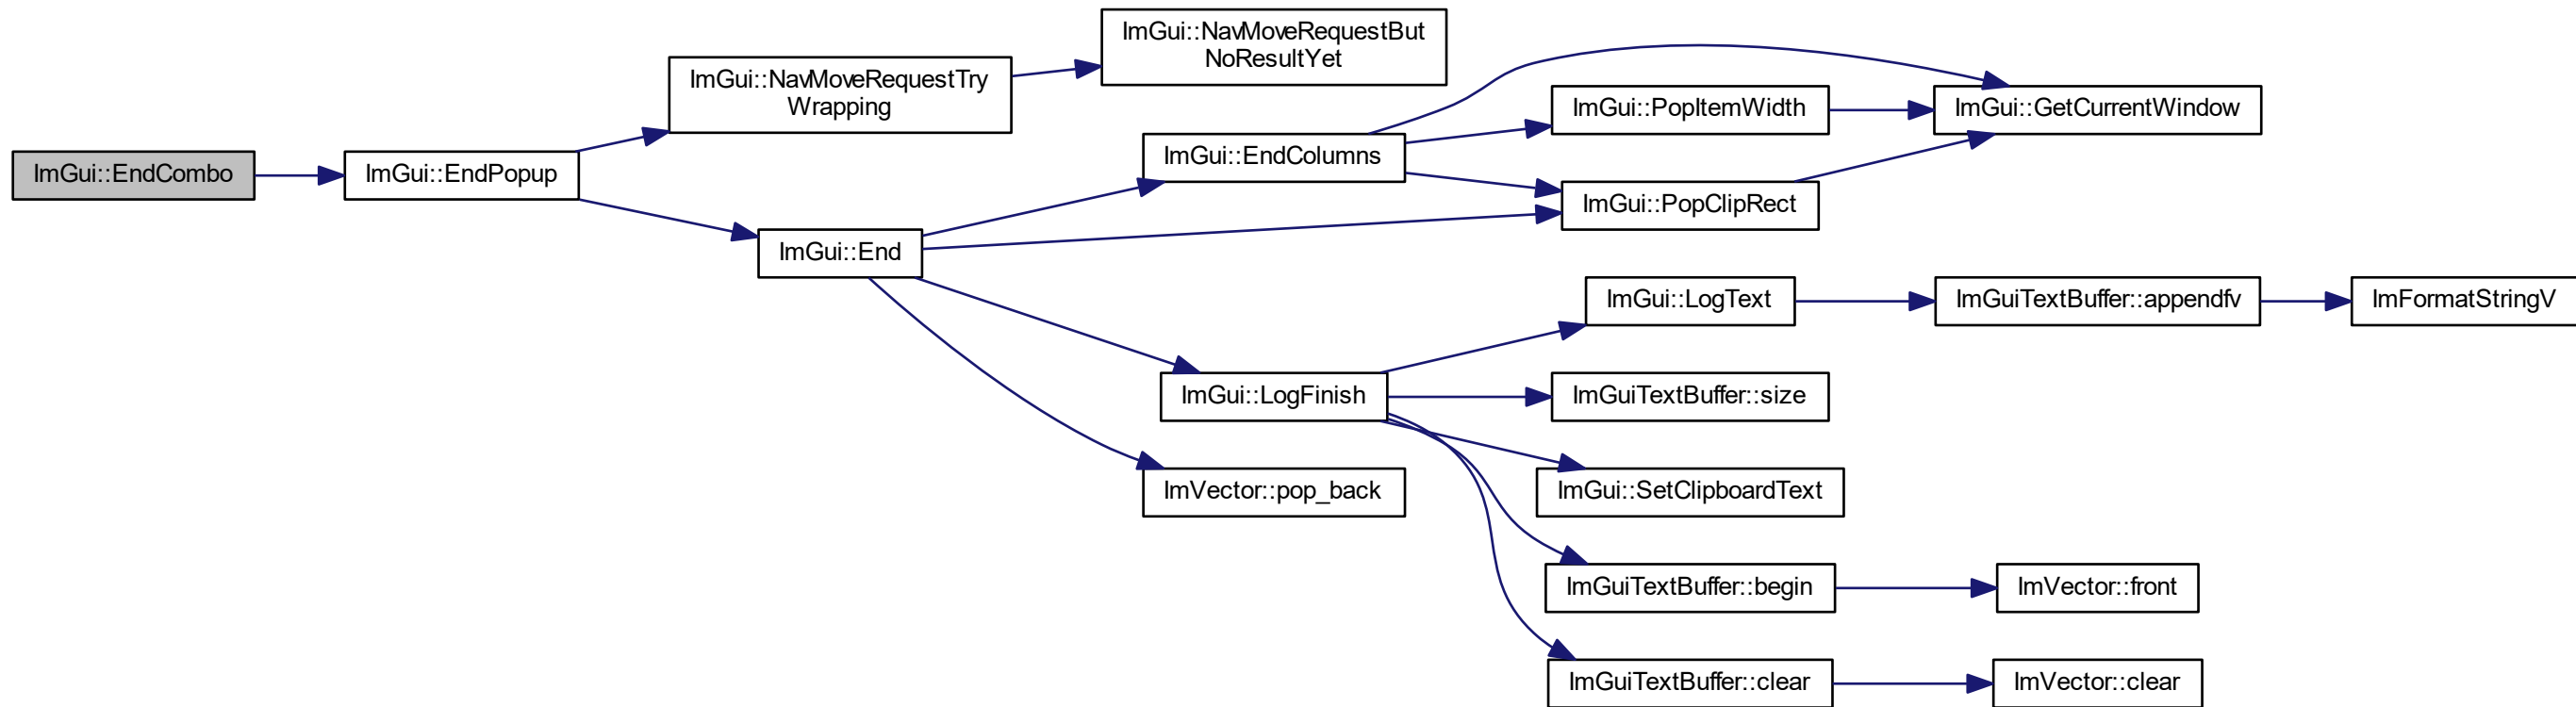 ImGui::EndCombo
ImGui::EndPopup
ImGui::NavMoveRequestTry
Wrapping
ImGui::NavMoveRequestBut
NoResultYet
ImGui::End
ImGui::EndColumns
ImGui::PopItemWidth
ImGui::GetCurrentWindow
ImGui::PopClipRect
ImGui::LogFinish
ImGui::LogText
ImGuiTextBuffer::appendfv
ImFormatStringV
ImGuiTextBuffer::size
ImVector::pop_back
ImGui::SetClipboardText
ImGuiTextBuffer::begin
ImVector::front
ImGuiTextBuffer::clear
ImVector::clear